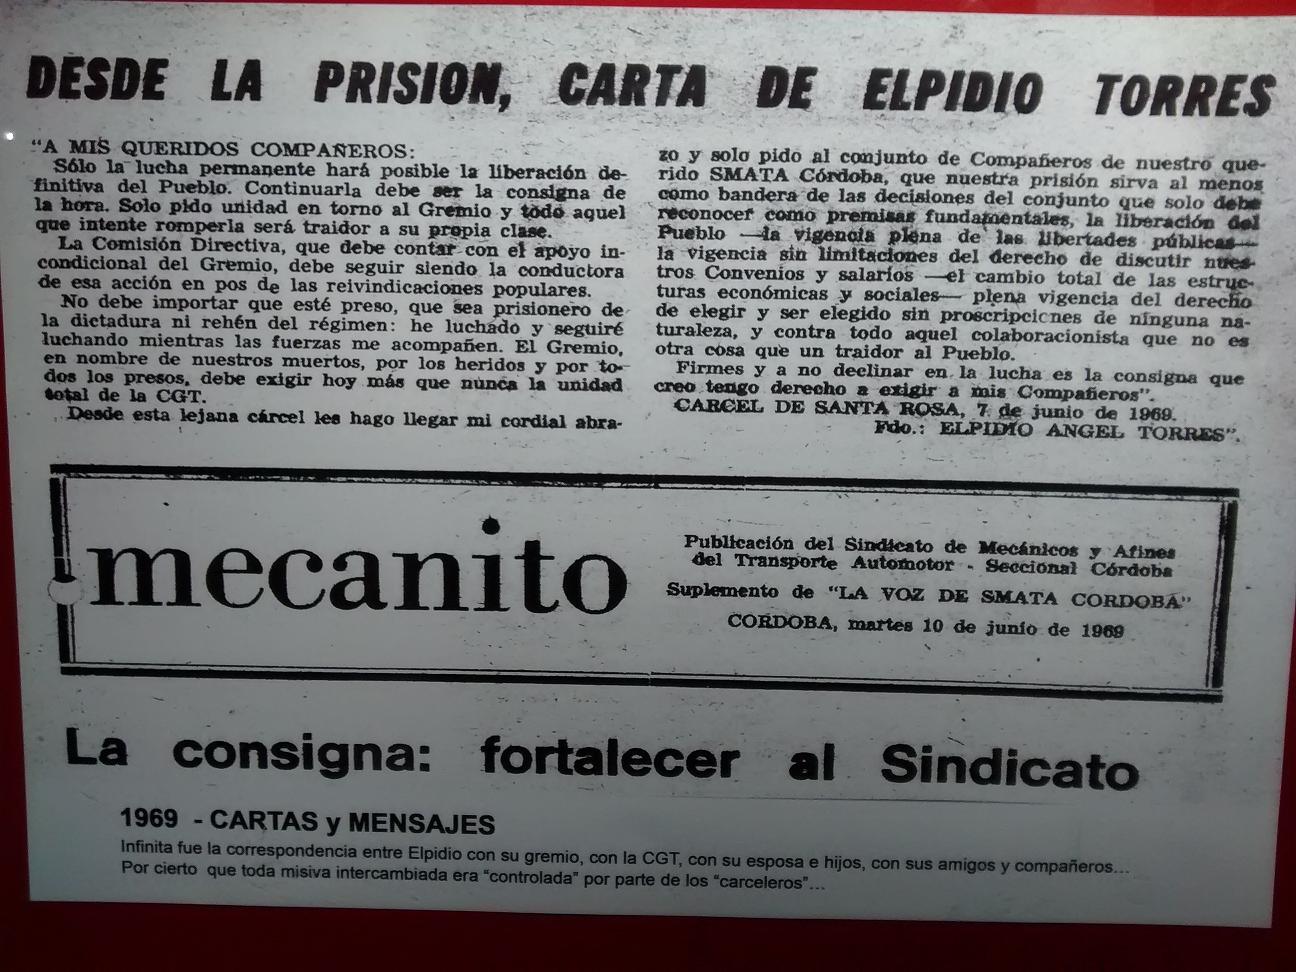 DESDE LA PRISION, CARTA DE ELPIDIO TORRES
"A MIS QUERIDOS COMPAÑEROS:
Sólo la lucha permanente hará posible la liberación de-
finitiva del Pueblo. Continuarla debe ser la consigna de
la hora. Solo pido unidad en torno al Gremio y todo aquel
que intente romperla será traidor a su propia clase.
La Comisión Directiva, que debe contar con el apoyo in-
condicional del Gremio, debe seguir siendo la conductora
de esa acción en pos de las reivindicaciones populares.
No debe importar que esté preso, que sea prisionero de
la dictadura ni rehén del régimen: he luchado y seguiré
luchando mientras las fuerzas me acompañen. El Gremio,
en nombre de nuestros muertos, por los heridos y por to-
dos los presos, debe exigir hoy más que nunca la unidad
total de la CGT.
Desde esta lejana cárcel les hago llegar mi cordial abra-
zo y solo pido al conjunto de Compañeros de nuestro que-
rido SMATA Córdoba, que nuestra prisión sirva al menos
como bandera de las decisiones del conjunto que solo debe
reconocer como premisas fundamentales, la liberación del
Pueblo —la vigencia plena de las libertades públicas—
la vigencia sin limitaciones del derecho de discutir nues-
tros Convenios y salarios —el cambio total de las estruc-
turas económicas y sociales— plena vigencia del derecho
de elegir y ser elegido sin proscripciones de ninguna na-
turaleza, y contra todo aquel colaboracionista que no es
otra cosa que un traidor al Pueblo.
Firmes y a no declinar en la lucha es la consigna que
creo tengo derecho a exigir a mis Compañeros".
CARCEL DE SANTA ROSA, 7 de junio de 1969.
Fdo.: ELPIDIO ANGEL TORRES".
mecanito
Publicación del Sindicato de Mecánicos y Afines
del Transporte Automotor - Seccional Córdoba
Suplemento de "LA VOZ DE SMATA CORDOBA"
CORDOBA, martes 10 de junio de 1969
La consigna: fortalecer al Sindicato
1969 - CARTAS y MENSAJES
Infinita fue la correspondencia entre Elpidio con su gremio, con la CGT, con su esposa e hijos, con sus amigos y compañeros...
Por cierto que toda misiva intercambiada era "controlada" por parte de los "carceleros"...